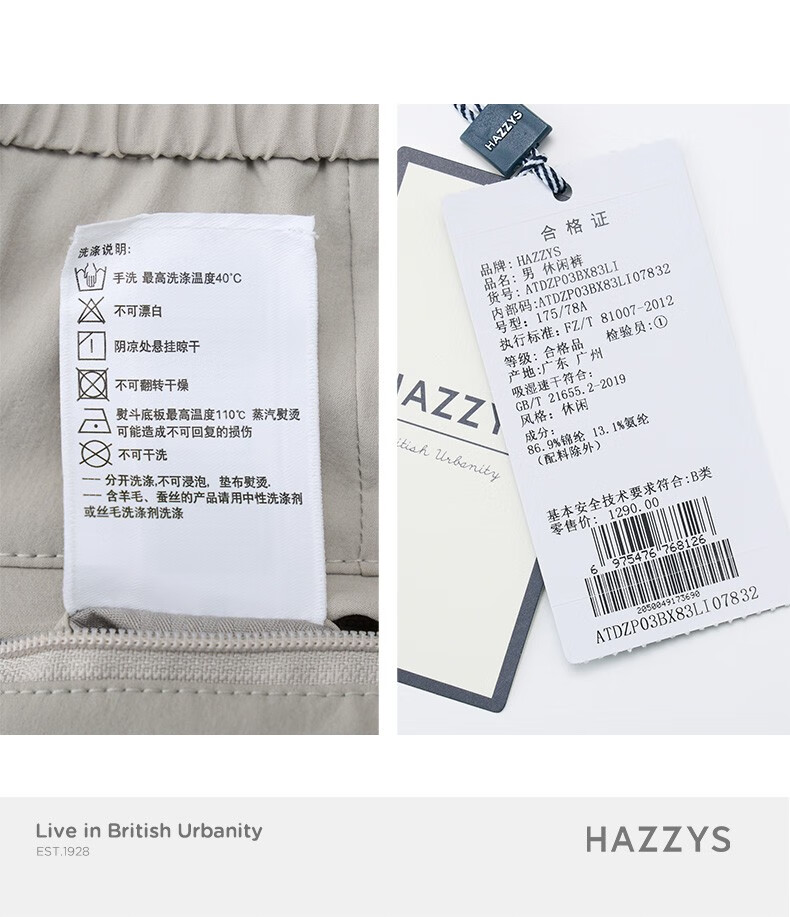 洗涤说明:
手洗 最高洗涤温度40℃
不可漂白
阴凉处悬挂晾干
不可翻转干燥
熨斗底板最高温度110℃ 蒸汽熨烫
可能造成不可回复的损伤
不可干洗
--- 分开洗涤,不可浸泡, 垫布熨烫.
--- 含羊毛、蚕丝的产品请用中性洗涤剂
或丝毛洗涤剂洗涤
HAZZYS
合格证
品牌: HAZZYS
品名: 男 休闲裤
货号: ATDZP03BX83LI
内部码:ATDZP03BX83LI07832
号型: 175/78A
执行标准: FZ/T 81007-2012
等级: 合格品 检验员:①
产地: 广东 广州
吸湿速干符合:
GB/T 21655.2-2019
风格: 休闲
成分:
86.9%锦纶 13.1%氨纶
(配料除外)
基本安全技术要求符合:B类
零售价: 1290.00
6 975476 768126
2050049173690
ATDZP03BX83LI07832
HAZZY
itish Urbanity
Live in British Urbanity
EST.1928
HAZZYS